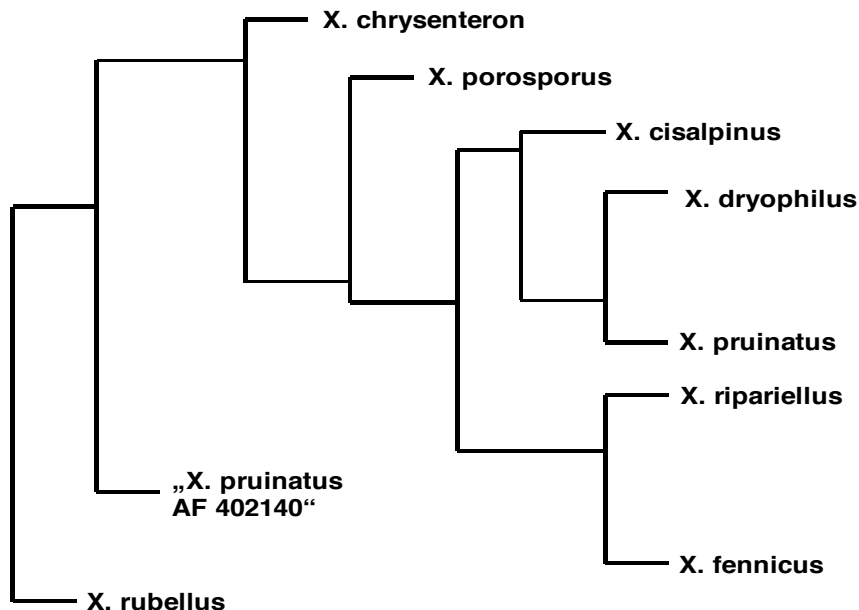 X. chrysenteron
X. porosporus
X. cisalpinus
X. dryophilus
X. pruinatus
X. ripariellus
„X. pruinatus
AF 402140“
X. fennicus
X. rubellus